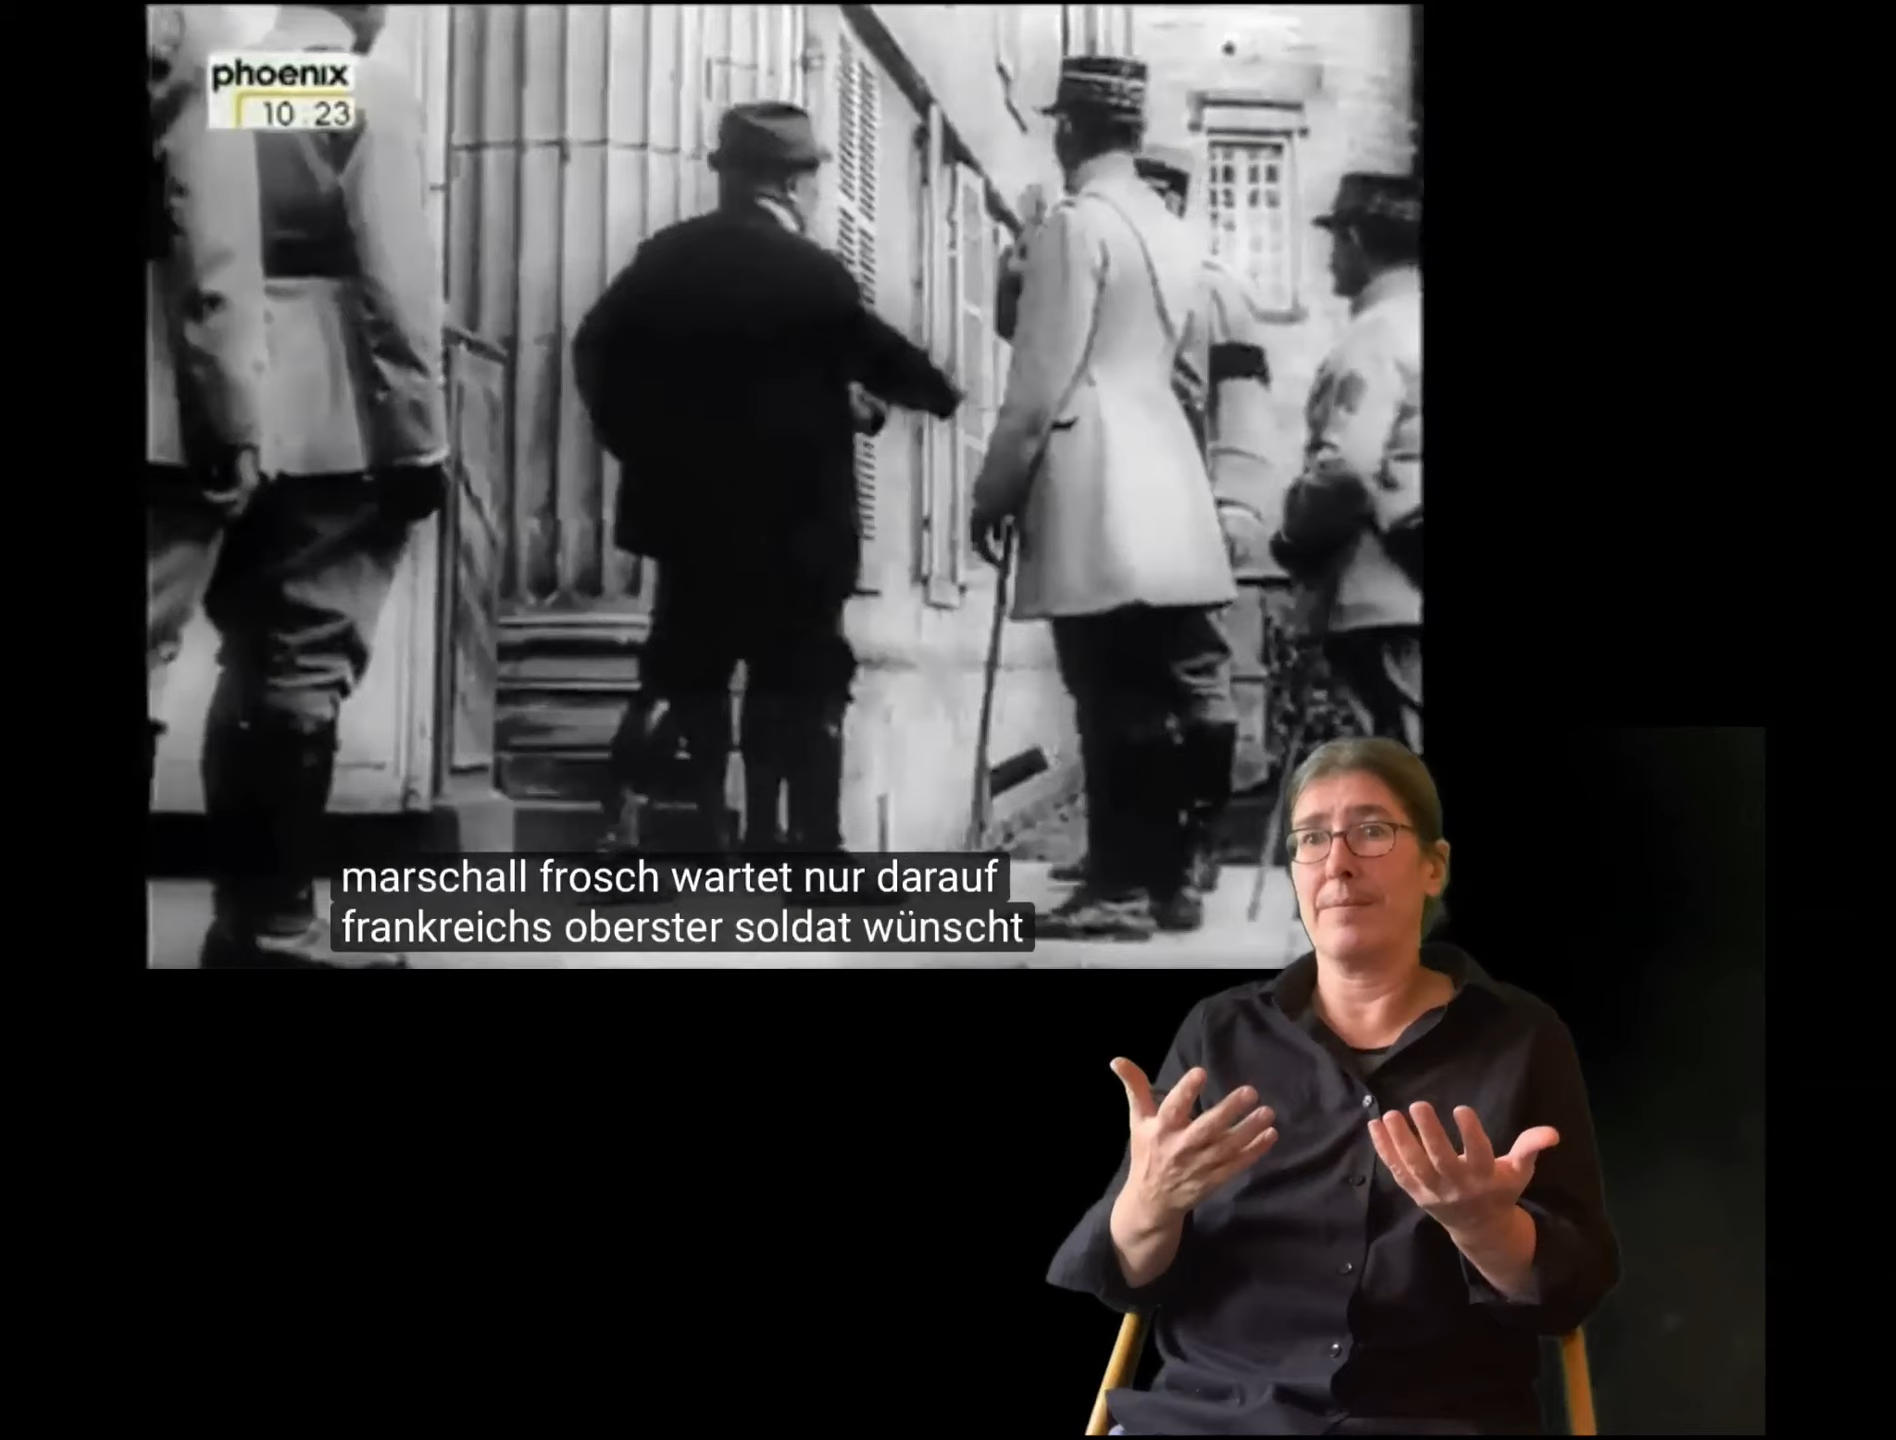 phoenix
10:23
marschall frosch wartet nur darauf
frankreichs oberster soldat wünscht